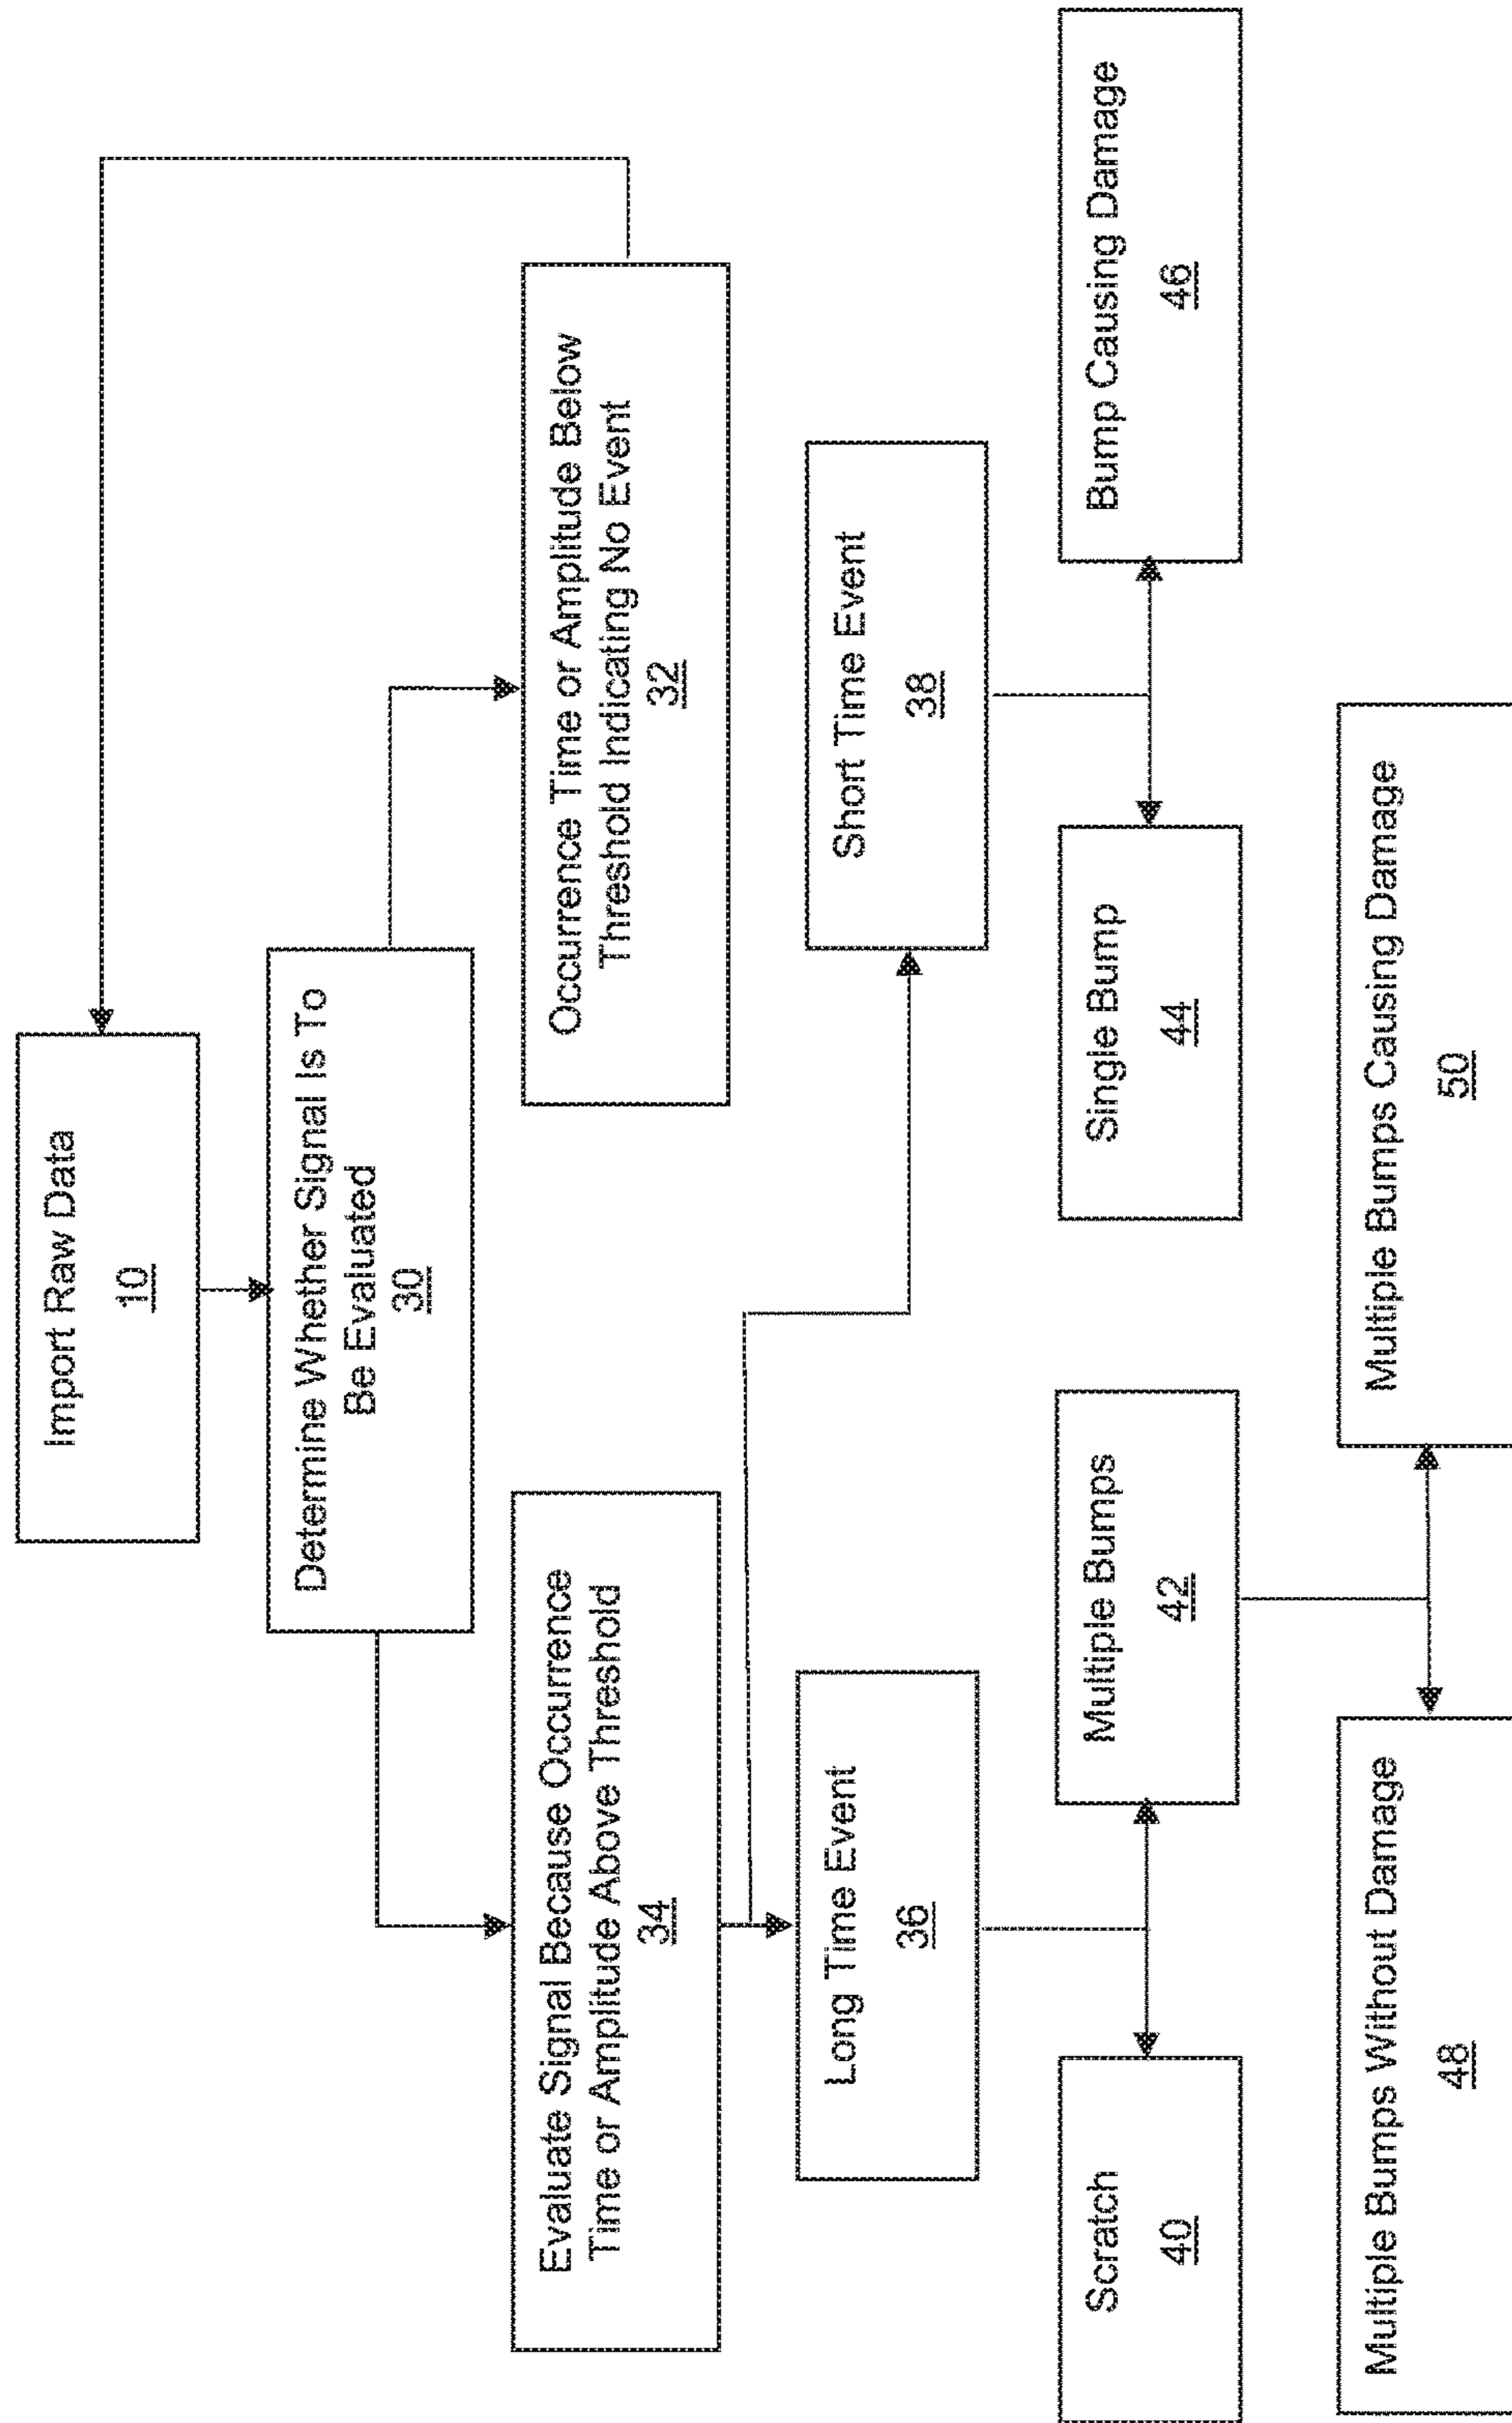 Import Raw Data
10
Determine Whether Signal Is To
Be Evaluated
30
Evaluate Signal Because Occurrence
Time or Amplitude Above Threshold
34
Occurrence Time or Amplitude Below
Threshold Indicating No Event
32
Long Time Event
36
Short Time Event
38
Scratch
40
Multiple Bumps
42
Single Bump
44
Bump Causing Damage
46
Multiple Bumps Without Damage
48
Multiple Bumps Causing Damage
50